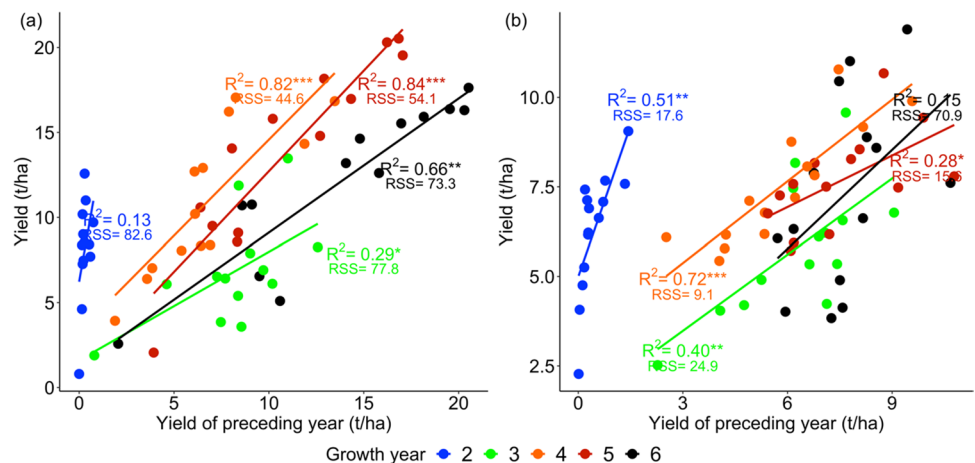 (a)
Yield (t/ha)
20
15
10
5
0
R²= 0.82***
RSS= 44.6
R²= 0.84***
RSS= 54.1
R²= 0.66**
RSS= 73.3
R²= 0.13
RSS= 82.6
R²= 0.29*
RSS= 77.8
0 5 10 15 20
Yield of preceding year (t/ha)
(b)
Yield (t/ha)
10.0
7.5
5.0
2.5
R²= 0.51**
RSS= 17.6
R²= 0.15
RSS= 70.9
R²= 0.28*
RSS= 15.6
R²= 0.72***
RSS= 9.1
R²= 0.40**
RSS= 24.9
0 3 6 9
Yield of preceding year (t/ha)
Growth year 2 3 4 5 6